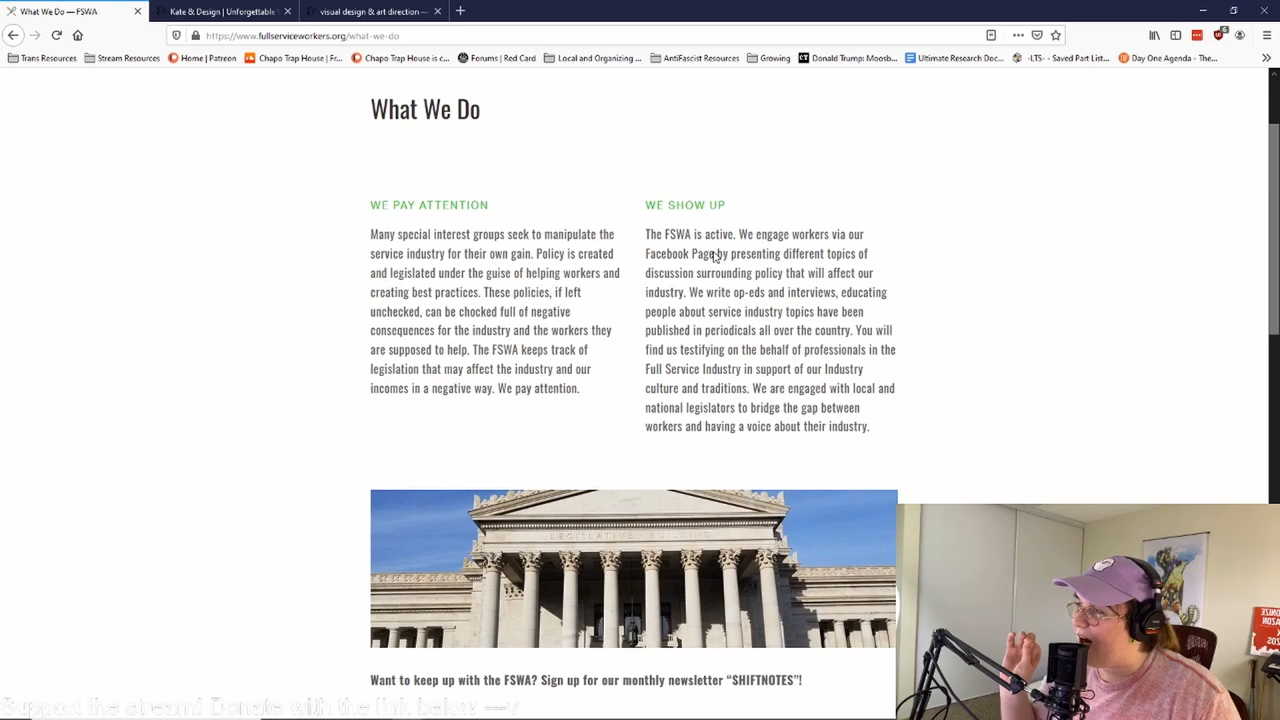 What We Do — FSWA
Kate & Design | Unforgettable
visual design & art direction —
https://www.fullserviceworkers.org/what-we-do
Trans Resources
Stream Resources
Home | Patreon
Chapo Trap House | Fr...
Chapo Trap House is c...
Forums | Red Card
Local and Organizing ...
AntiFascist Resources
Growing
Donald Trump: Moosb...
Ultimate Research Doc...
-LTS- - Saved Part List...
Day One Agenda - The...
What We Do
WE PAY ATTENTION
Many special interest groups seek to manipulate the
service industry for their own gain. Policy is created
and legislated under the guise of helping workers and
creating best practices. These policies, if left
unchecked, can be chocked full of negative
consequences for the industry and the workers they
are supposed to help. The FSWA keeps track of
legislation that may affect the industry and our
incomes in a negative way. We pay attention.
WE SHOW UP
The FSWA is active. We engage workers via our
Facebook Page by presenting different topics of
discussion surrounding policy that will affect our
industry. We write op-eds and interviews, educating
people about service industry topics have been
published in periodicals all over the country. You will
find us testifying on the behalf of professionals in the
Full Service Industry in support of our Industry
culture and traditions. We are engaged with local and
national legislators to bridge the gap between
workers and having a voice about their industry.
LEGISLATIVE BUILDING
Want to keep up with the FSWA? Sign up for our monthly newsletter “SHIFTNOTES”!
Support the stream! Donate with the link below